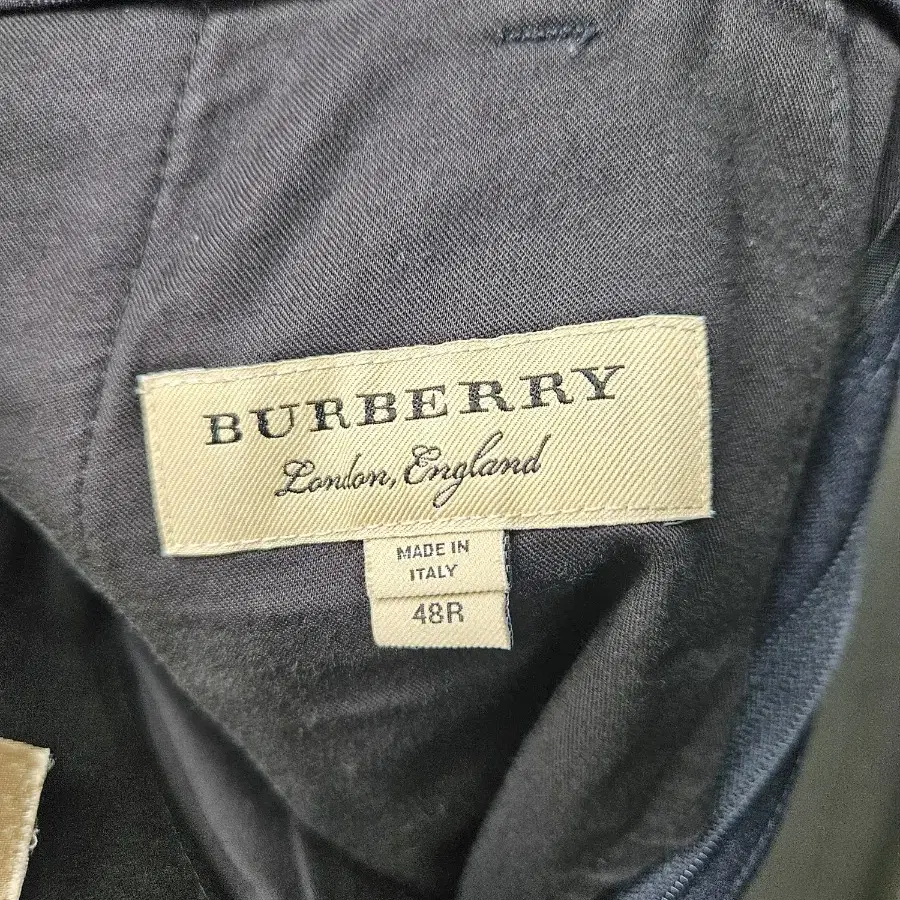 BURBERRY
London, England
MADE IN
ITALY
48R